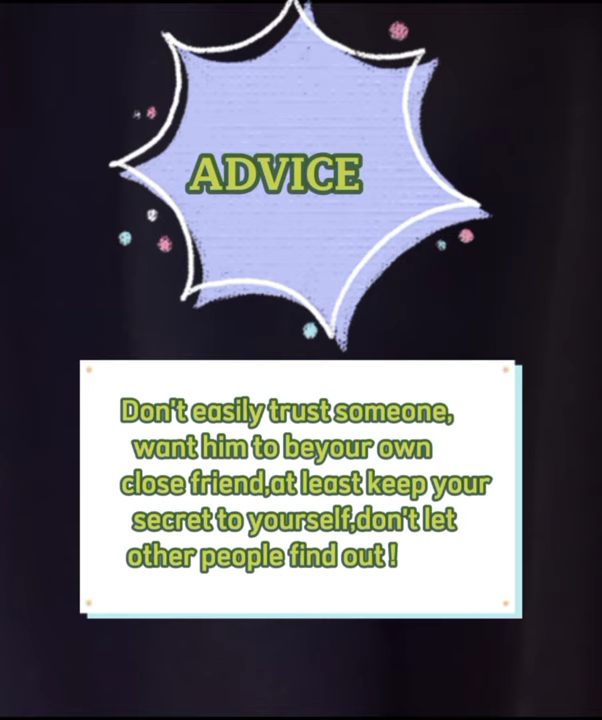 ADVICE
Don't easily trust someone,
want him to beyour own
close friend,at least keep your
secret to yourself,don't let
other people find out !